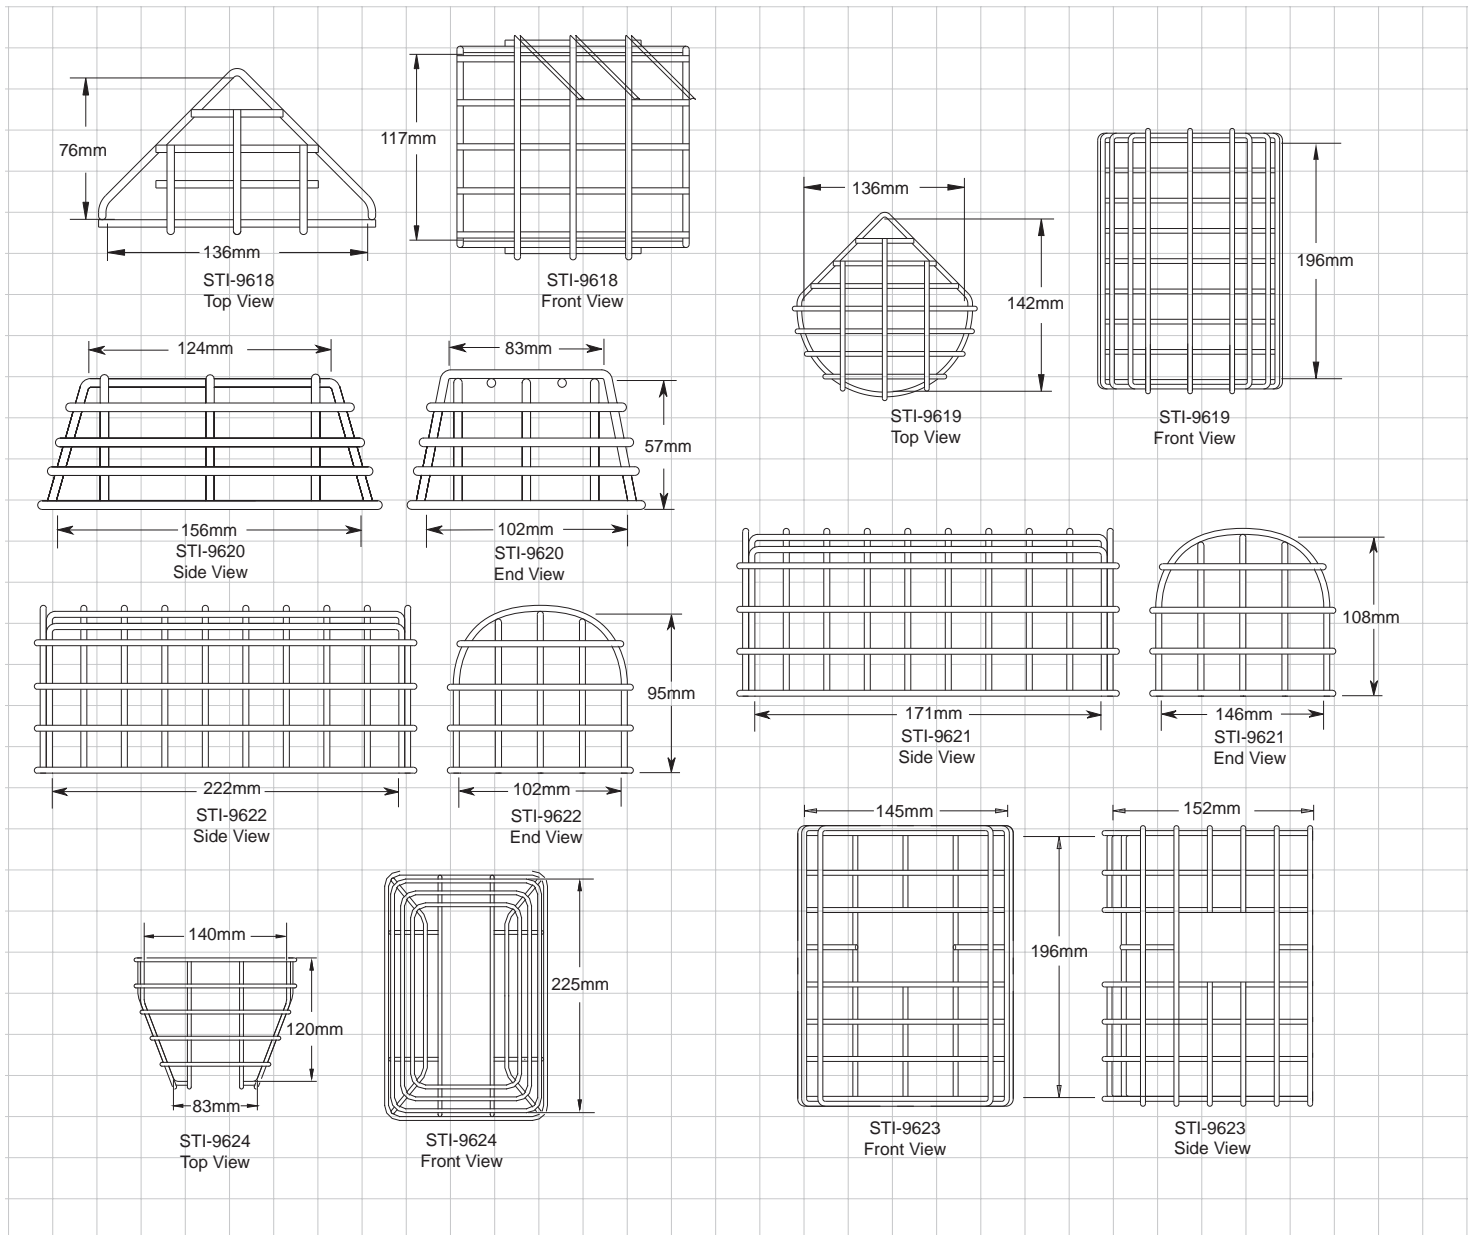 76mm
136mm
STI-9618
Top View
117mm
STI-9618
Front View
136mm
142mm
STI-9619
Top View
196mm
STI-9619
Front View
124mm
156mm
STI-9620
Side View
83mm
57mm
102mm
STI-9620
End View
171mm
STI-9621
Side View
108mm
146mm
STI-9621
End View
222mm
STI-9622
Side View
95mm
102mm
STI-9622
End View
145mm
196mm
STI-9623
Front View
152mm
STI-9623
Side View
140mm
120mm
83mm
STI-9624
Top View
225mm
STI-9624
Front View